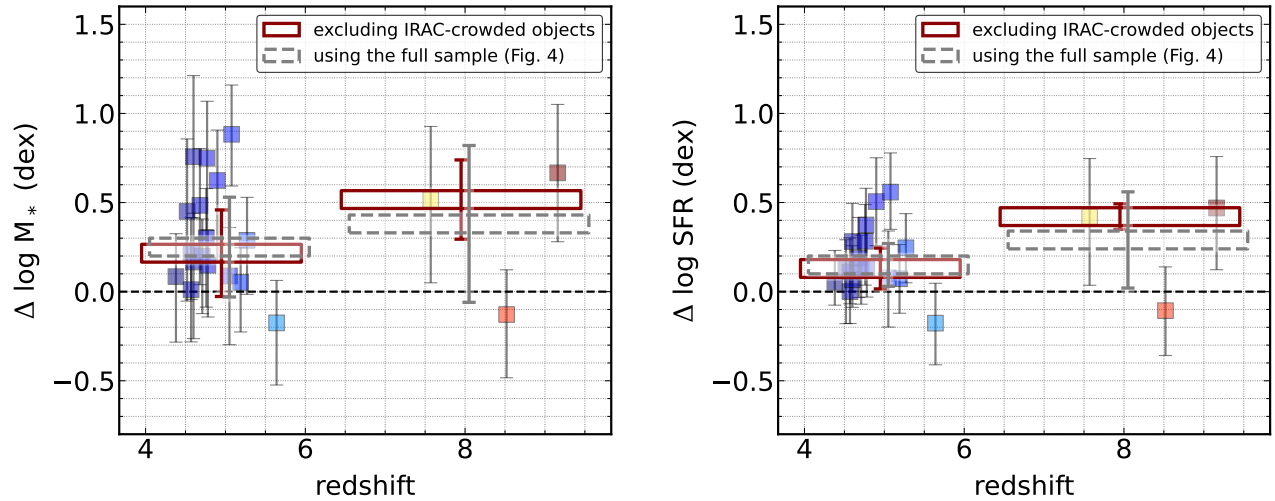 excluding IRAC-crowded objects
using the full sample (Fig. 4)
1.5
1.0
0.5
0.0
−0.5
Δ log M∗ (dex)
4
6
8
redshift
excluding IRAC-crowded objects
using the full sample (Fig. 4)
1.5
1.0
0.5
0.0
−0.5
Δ log SFR (dex)
4
6
8
redshift